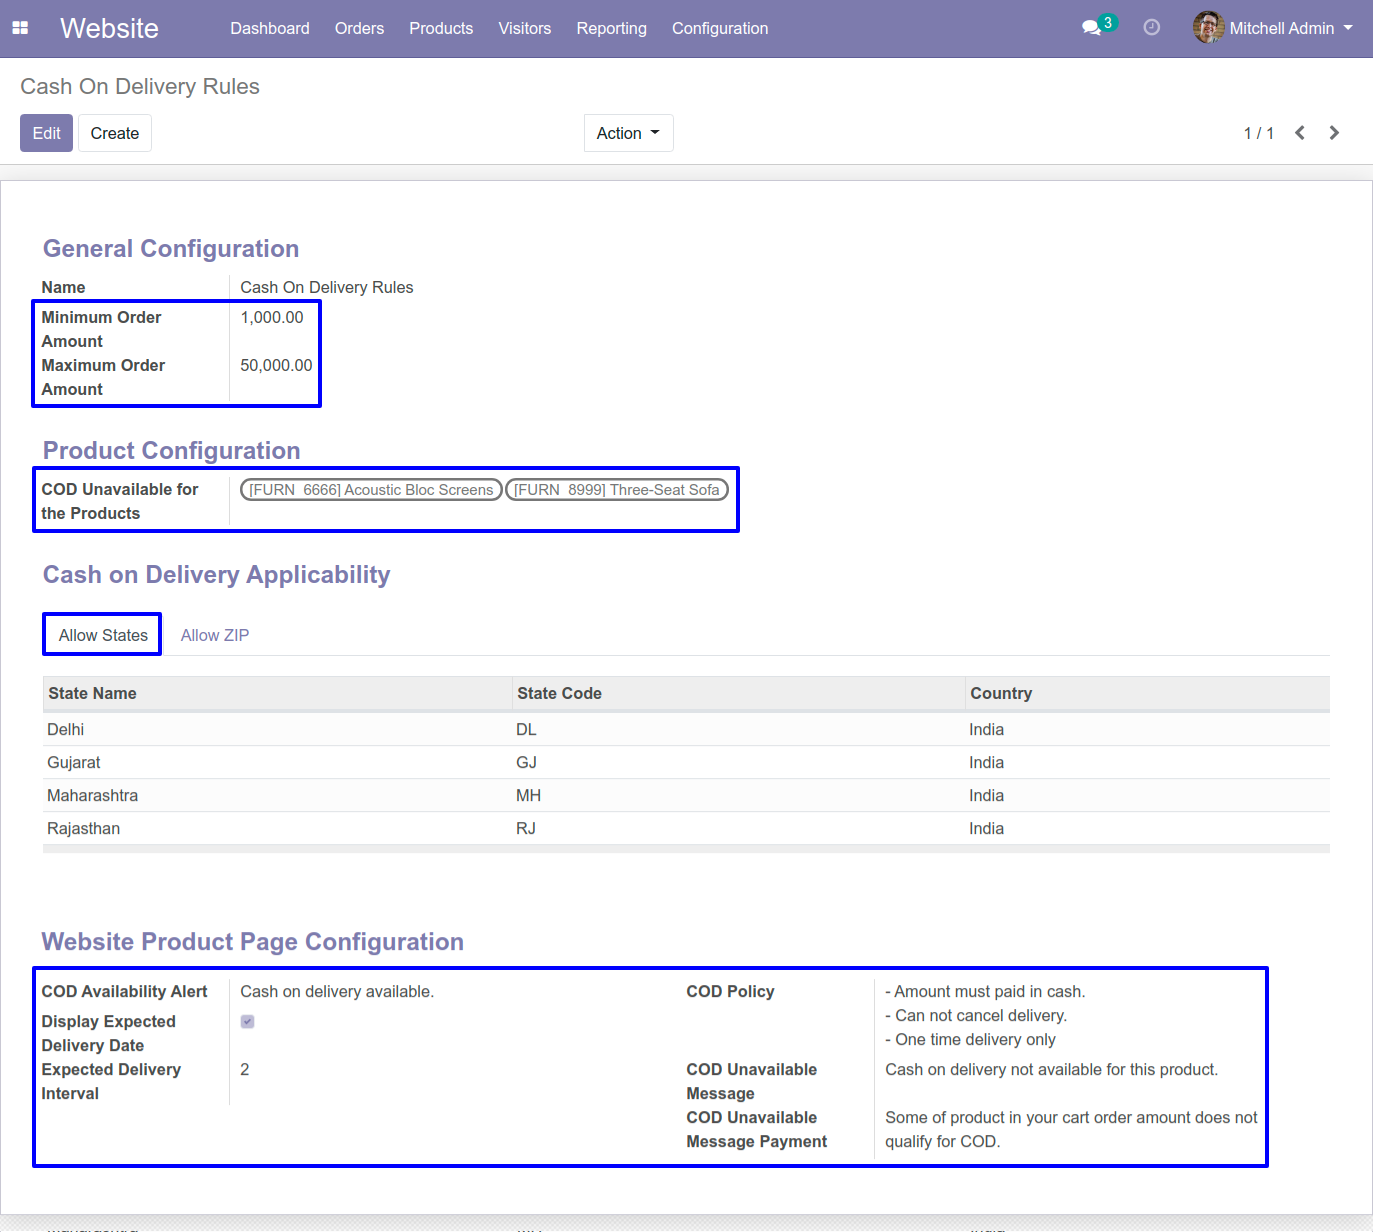 Website Dashboard Orders Products Visitors Reporting Configuration 3 Mitchell Admin
Cash On Delivery Rules
Edit Create Action 1 / 1
General Configuration
Name Cash On Delivery Rules
Minimum Order 1,000.00
Amount
Maximum Order 50,000.00
Amount
Product Configuration
COD Unavailable for [FURN_6666] Acoustic Bloc Screens [FURN_8999] Three-Seat Sofa
the Products
Cash on Delivery Applicability
Allow States Allow ZIP
State Name State Code Country
Delhi DL India
Gujarat GJ India
Maharashtra MH India
Rajasthan RJ India
Website Product Page Configuration
COD Availability Alert Cash on delivery available. COD Policy - Amount must paid in cash.
- Can not cancel delivery.
Display Expected
- One time delivery only
Delivery Date
Expected Delivery 2 COD Unavailable Cash on delivery not available for this product.
Interval Message
COD Unavailable Some of product in your cart order amount does not
Message Payment qualify for COD.